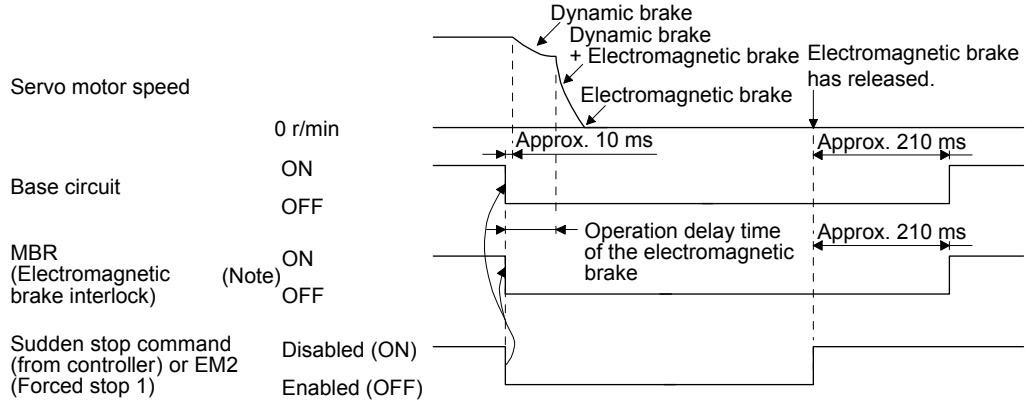 Dynamic brake
Dynamic brake
+ Electromagnetic brake
Electromagnetic brake
has released.
Servo motor speed
Electromagnetic brake
0 r/min
Approx. 10 ms
Approx. 210 ms
ON
Base circuit
OFF
Operation delay time
of the electromagnetic
brake
Approx. 210 ms
MBR
(Electromagnetic
brake interlock)
(Note)
ON
OFF
Sudden stop command
(from controller) or EM2
(Forced stop 1)
Disabled (ON)
Enabled (OFF)